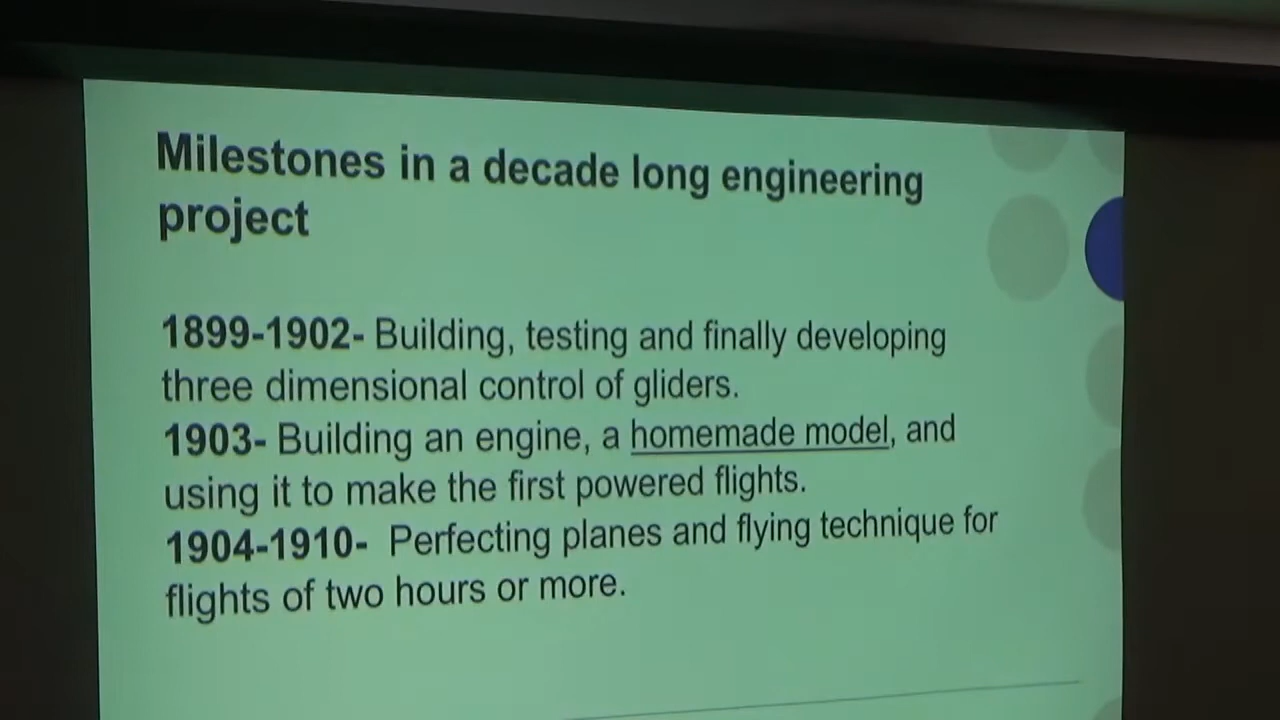 Milestones in a decade long engineering
project
1899-1902- Building, testing and finally developing
three dimensional control of gliders.
1903- Building an engine, a homemade model, and
using it to make the first powered flights.
1904-1910- Perfecting planes and flying technique for
flights of two hours or more.